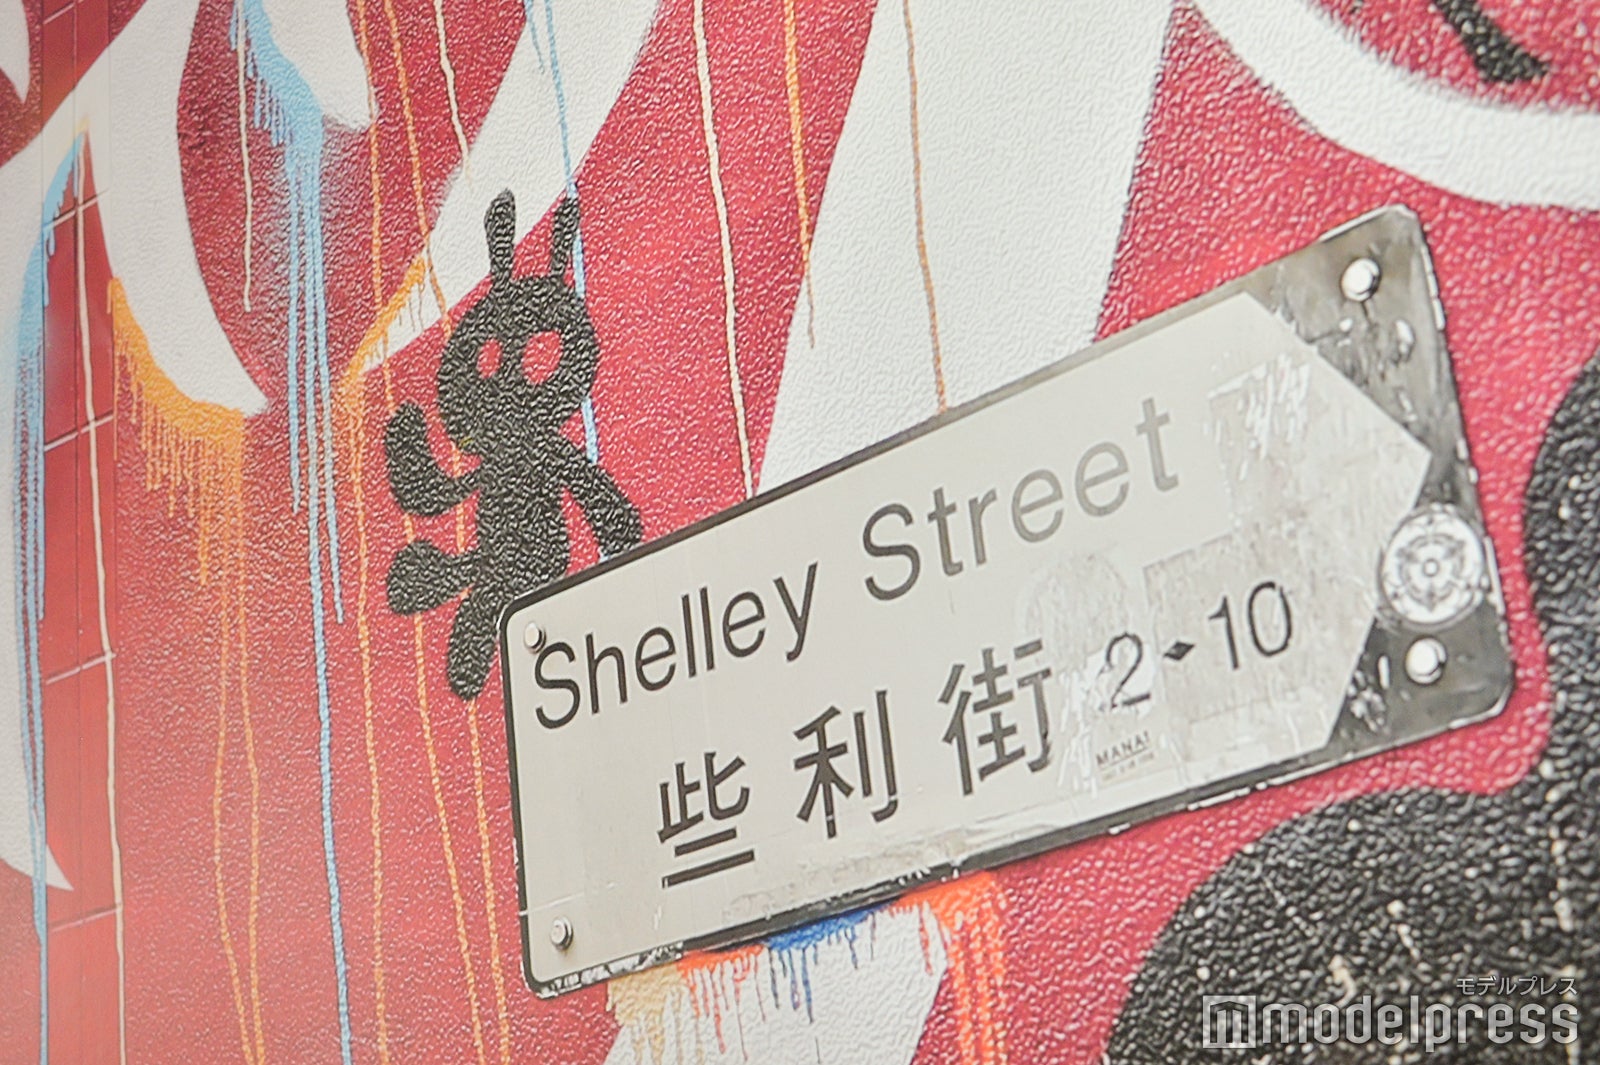 Shelley Street
些利街 2◆10
MANA!
モデルプレス
modelpress